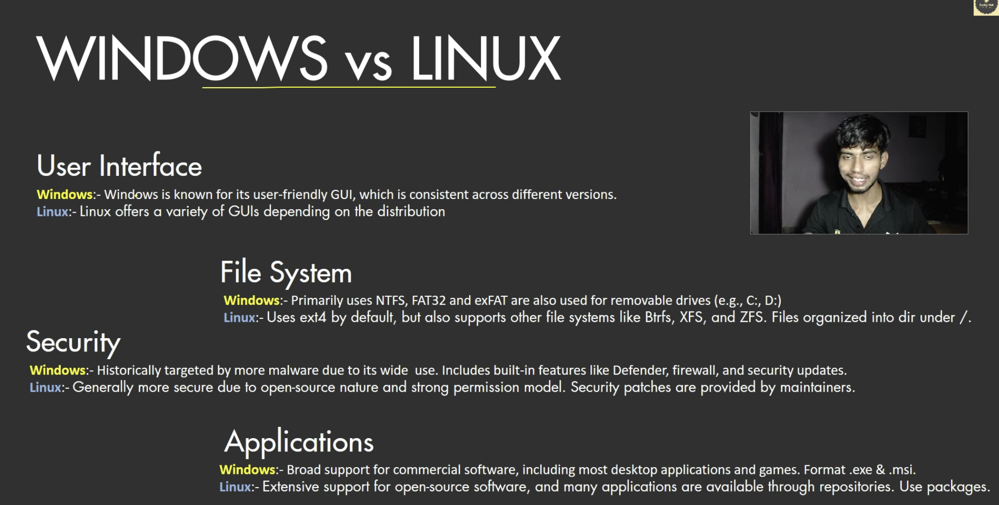 Geeky Hub
WINDOWS vs LINUX
User Interface
Windows:- Windows is known for its user-friendly GUI, which is consistent across different versions.
Linux:- Linux offers a variety of GUIs depending on the distribution
File System
Windows:- Primarily uses NTFS, FAT32 and exFAT are also used for removable drives (e.g., C:, D:)
Linux:- Uses ext4 by default, but also supports other file systems like Btrfs, XFS, and ZFS. Files organized into dir under /.
Security
Windows:- Historically targeted by more malware due to its wide use. Includes built-in features like Defender, firewall, and security updates.
Linux:- Generally more secure due to open-source nature and strong permission model. Security patches are provided by maintainers.
Applications
Windows:- Broad support for commercial software, including most desktop applications and games. Format .exe & .msi.
Linux:- Extensive support for open-source software, and many applications are available through repositories. Use packages.